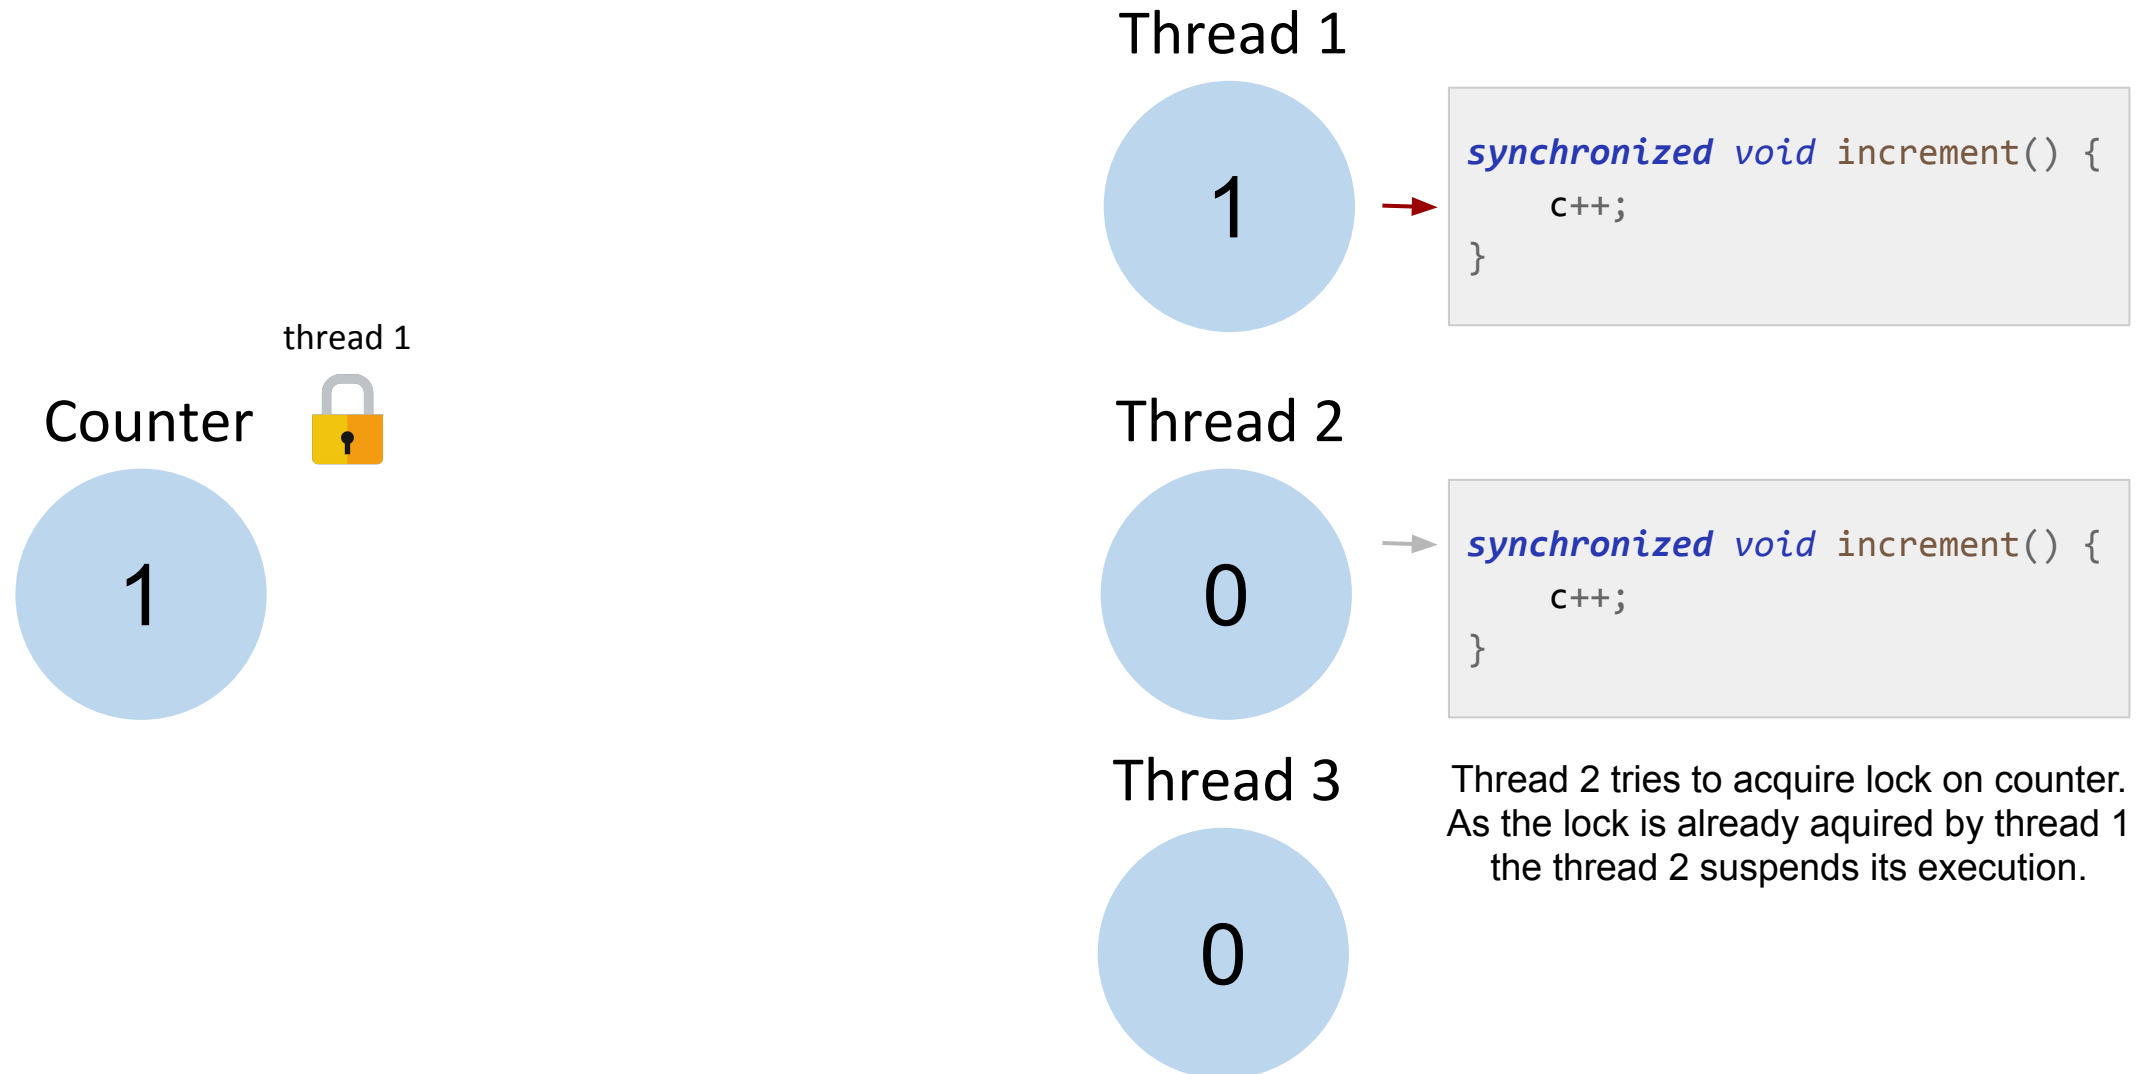 Thread 1
1
synchronized void increment() {
c++;
}
thread 1
Counter
1
Thread 2
0
synchronized void increment() {
c++;
}
Thread 2 tries to acquire lock on counter.
As the lock is already aquired by thread 1
the thread 2 suspends its execution.
Thread 3
0